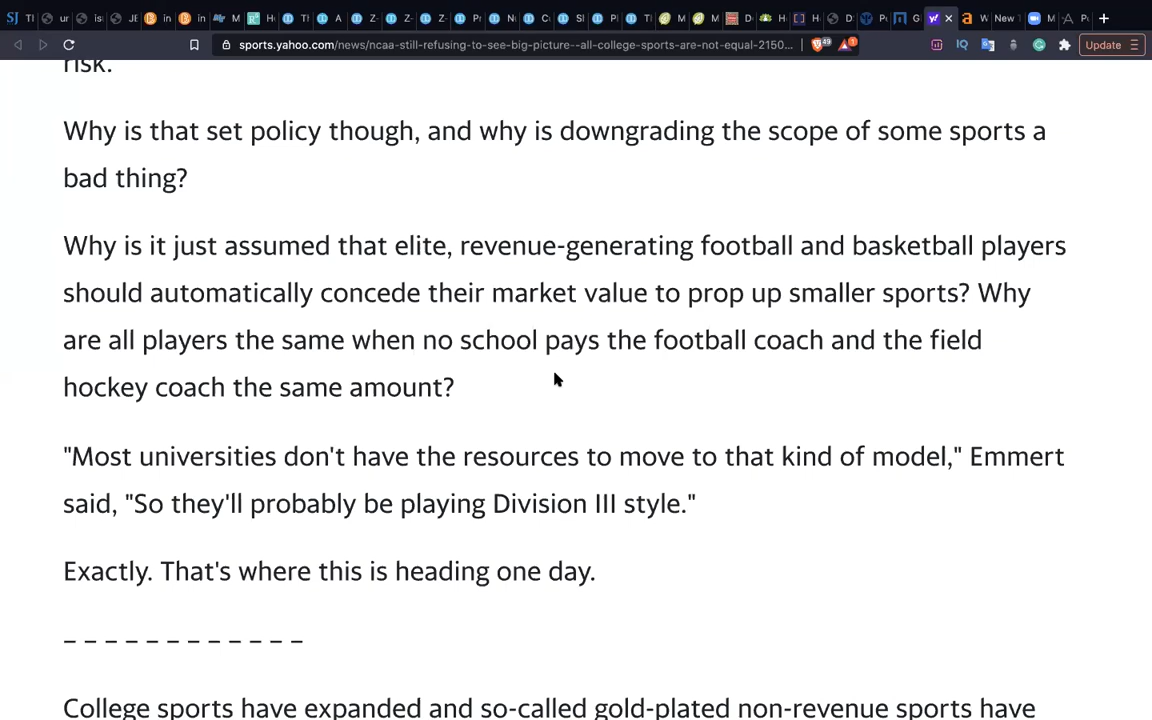 sports.yahoo.com/news/ncaa-still-refusing-to-see-big-picture--all-college-sports-are-not-equal-2150...
Update
risk.
Why is that set policy though, and why is downgrading the scope of some sports a
bad thing?
Why is it just assumed that elite, revenue-generating football and basketball players
should automatically concede their market value to prop up smaller sports? Why
are all players the same when no school pays the football coach and the field
hockey coach the same amount?
"Most universities don't have the resources to move to that kind of model," Emmert
said, "So they'll probably be playing Division III style."
Exactly. That's where this is heading one day.
– – – – – – – – – – – –
College sports have expanded and so-called gold-plated non-revenue sports have